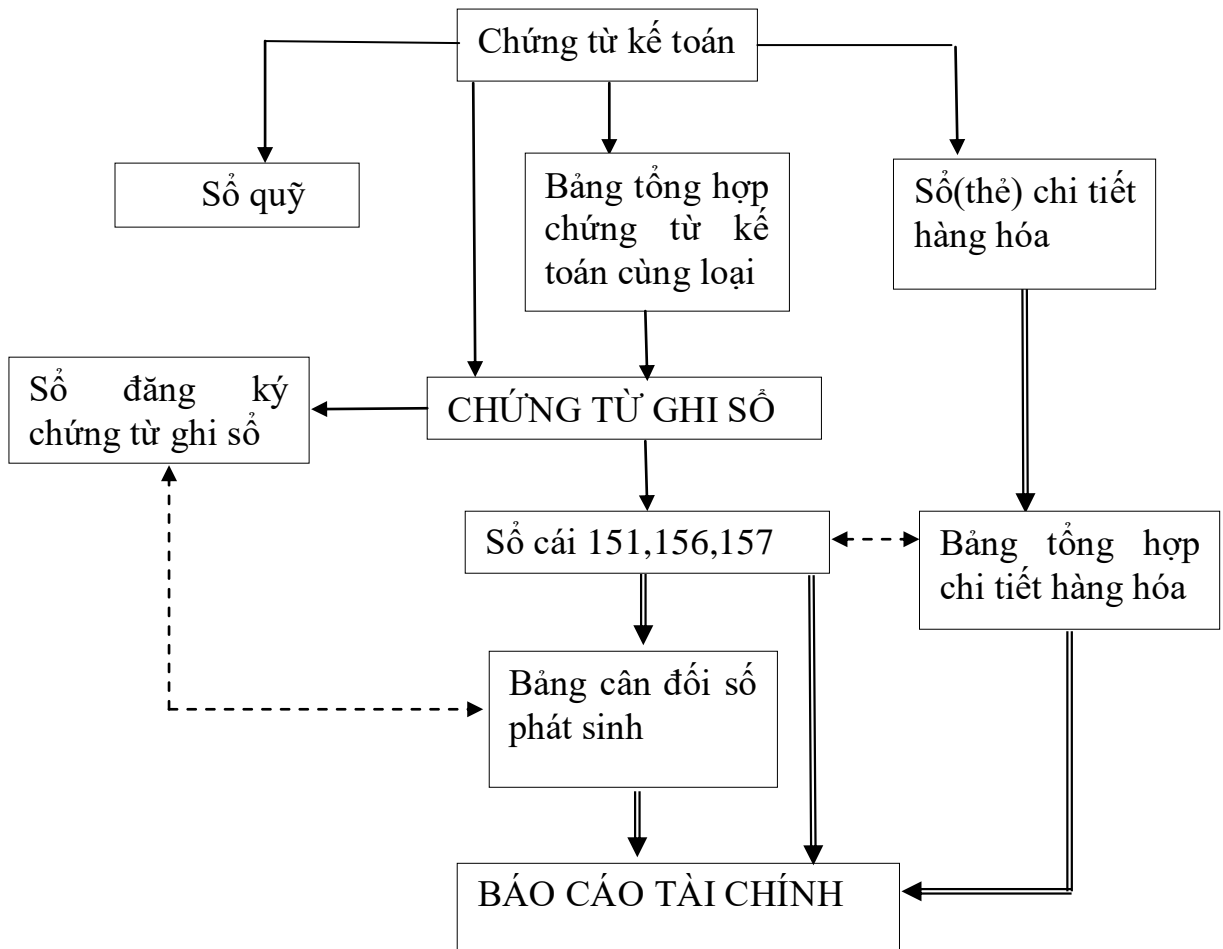 Chứng từ kế toán
Sổ quỹ
Bảng tổng hợp
chứng từ kế
toán cùng loại
Sổ(thẻ) chi tiết
hàng hóa
Sổ đăng ký
chứng từ ghi sổ
CHỨNG TỪ GHI SỔ
Sổ cái 151,156,157
Bảng tổng hợp
chi tiết hàng hóa
Bảng cân đối số
phát sinh
BÁO CÁO TÀI CHÍNH